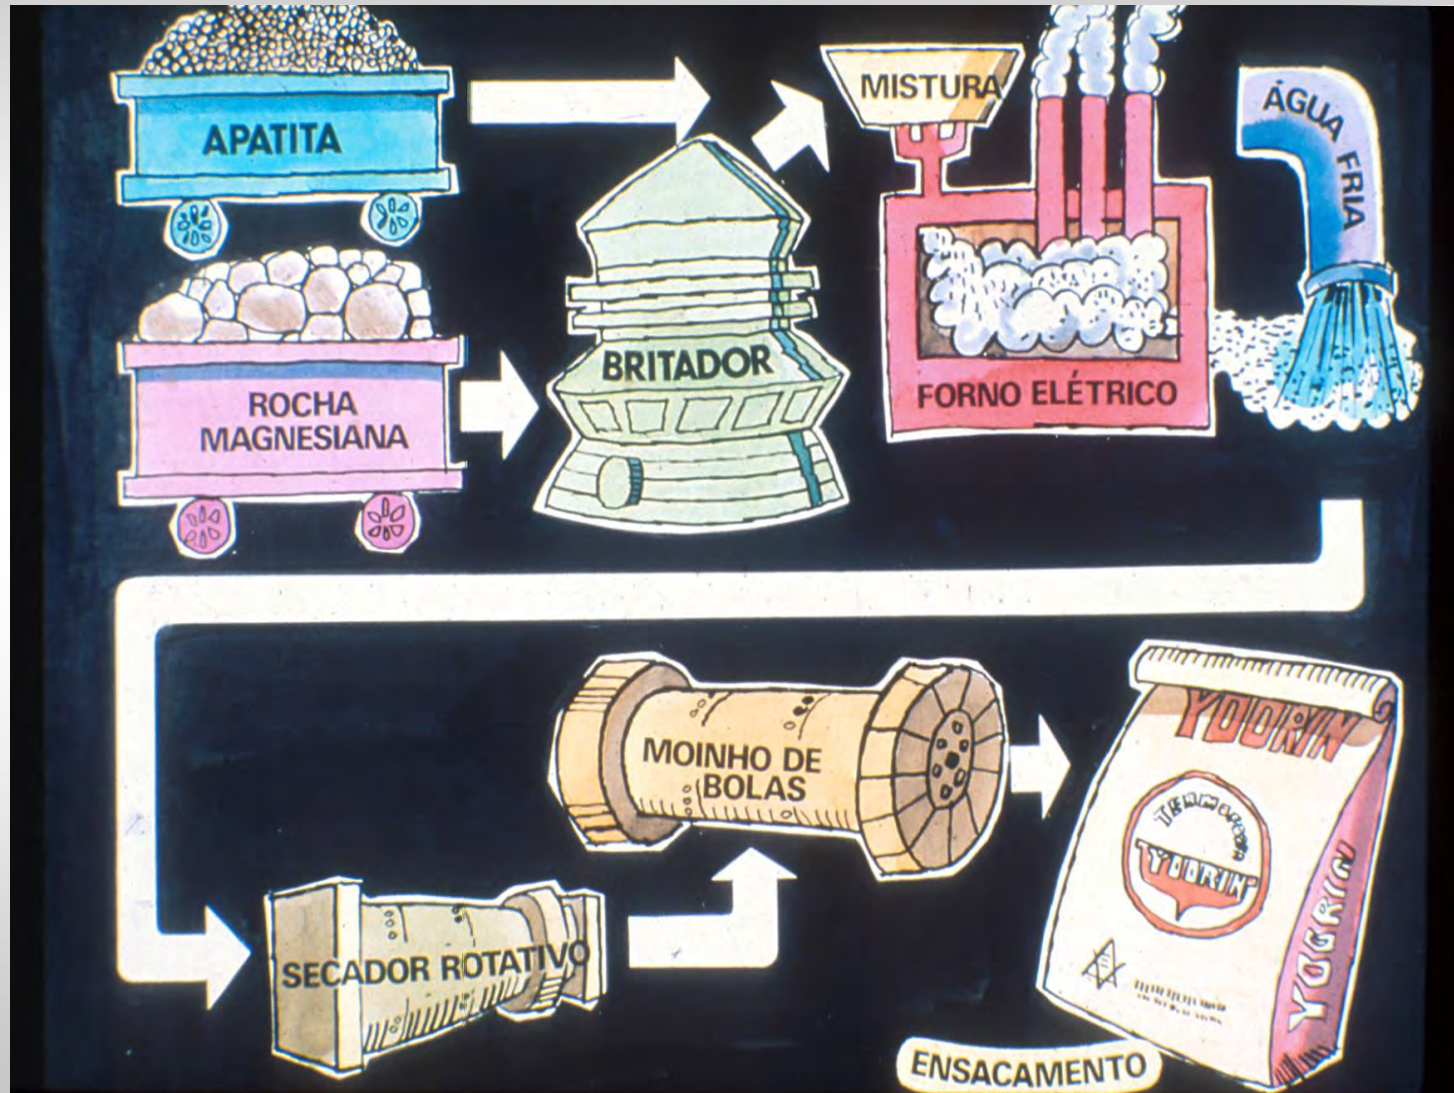 APATITA
ROCHA
MAGNESIANA
BRITADOR
MISTURA
FORNO ELÉTRICO
ÁGUA FRIA
SECADOR ROTATIVO
MOINHO DE
BOLAS
YOORIN
YOORIN
YOORIN
ENSACAMENTO